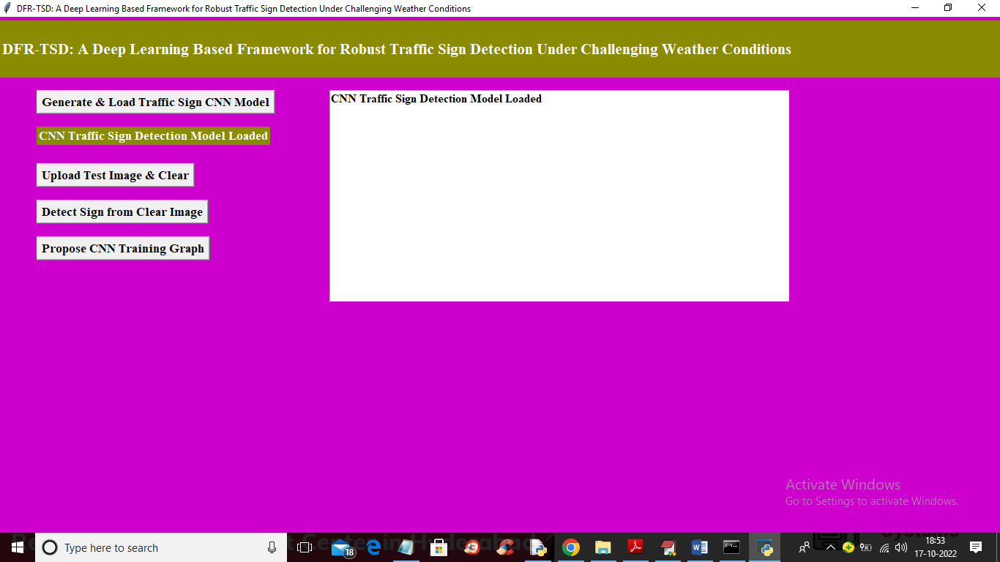 DFR-TSD: A Deep Learning Based Framework for Robust Traffic Sign Detection Under Challenging Weather Conditions
DFR-TSD: A Deep Learning Based Framework for Robust Traffic Sign Detection Under Challenging Weather Conditions
Generate & Load Traffic Sign CNN Model
CNN Traffic Sign Detection Model Loaded
CNN Traffic Sign Detection Model Loaded
Upload Test Image & Clear
Detect Sign from Clear Image
Propose CNN Training Graph
Activate Windows
Go to Settings to activate Windows.
Type here to search
18
18:53
17-10-2022